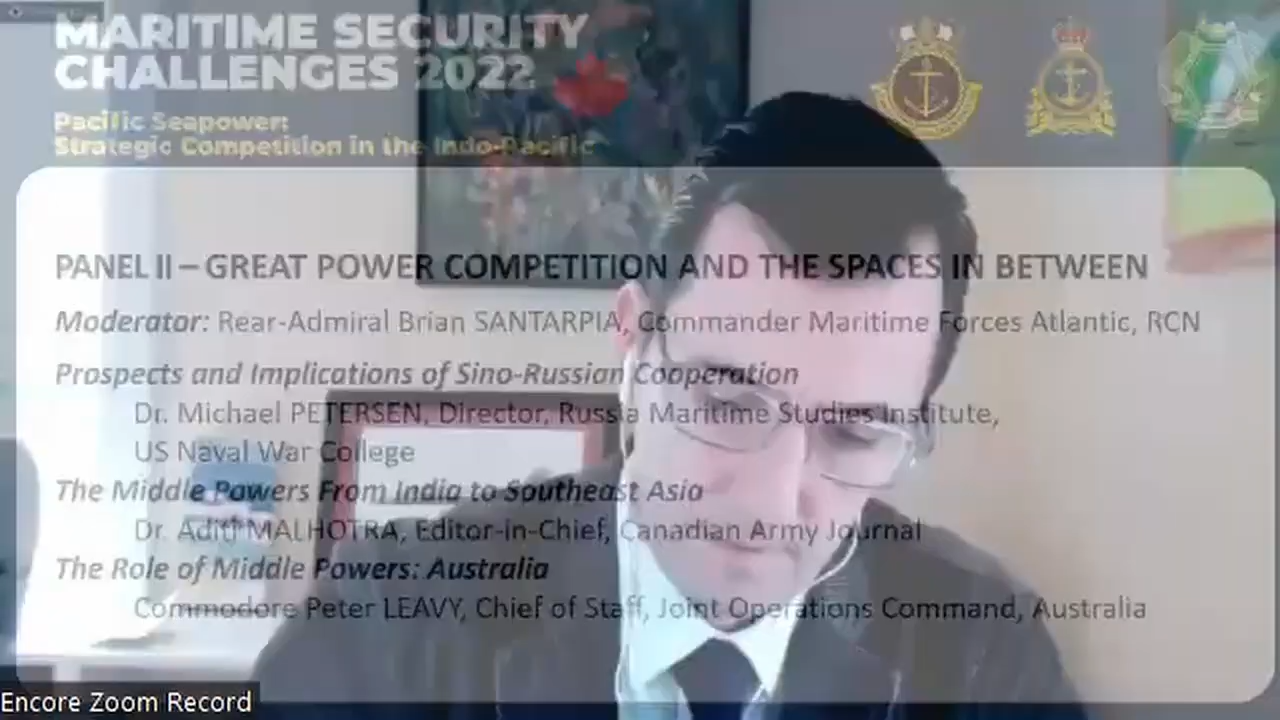 MARITIME SECURITY
CHALLENGES 2022
Pacific Seapower:
Strategic Competition in the Indo-Pacific
PANEL II – GREAT POWER COMPETITION AND THE SPACES IN BETWEEN
Moderator: Rear-Admiral Brian SANTARPIA, Commander Maritime Forces Atlantic, RCN
Prospects and Implications of Sino-Russian Cooperation
Dr. Michael PETERSEN, Director, Russia Maritime Studies Institute,
US Naval War College
The Middle Powers From India to Southeast Asia
Dr. Aditi MALHOTRA, Editor-in-Chief, Canadian Army Journal
The Role of Middle Powers: Australia
Commodore Peter LEAVY, Chief of Staff, Joint Operations Command, Australia
Encore Zoom Record